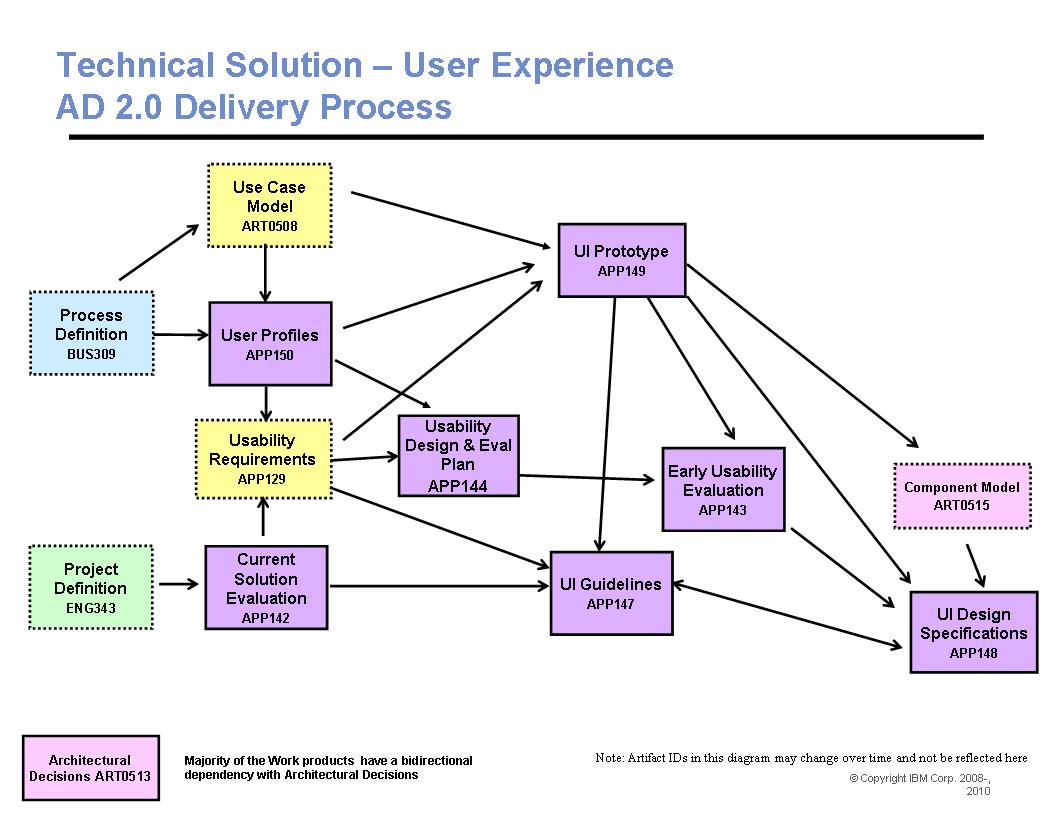 Technical Solution – User Experience
AD 2.0 Delivery Process
Use Case
Model
ART0508
UI Prototype
APP149
Process
Definition
BUS309
User Profiles
APP150
Usability
Requirements
APP129
Usability
Design & Eval
Plan
APP144
Early Usability
Evaluation
APP143
Component Model
ART0515
Project
Definition
ENG343
Current
Solution
Evaluation
APP142
UI Guidelines
APP147
UI Design
Specifications
APP148
Architectural
Decisions ART0513
Majority of the Work products have a bidirectional
dependency with Architectural Decisions
Note: Artifact IDs in this diagram may change over time and not be reflected here
© Copyright IBM Corp. 2008-,
2010